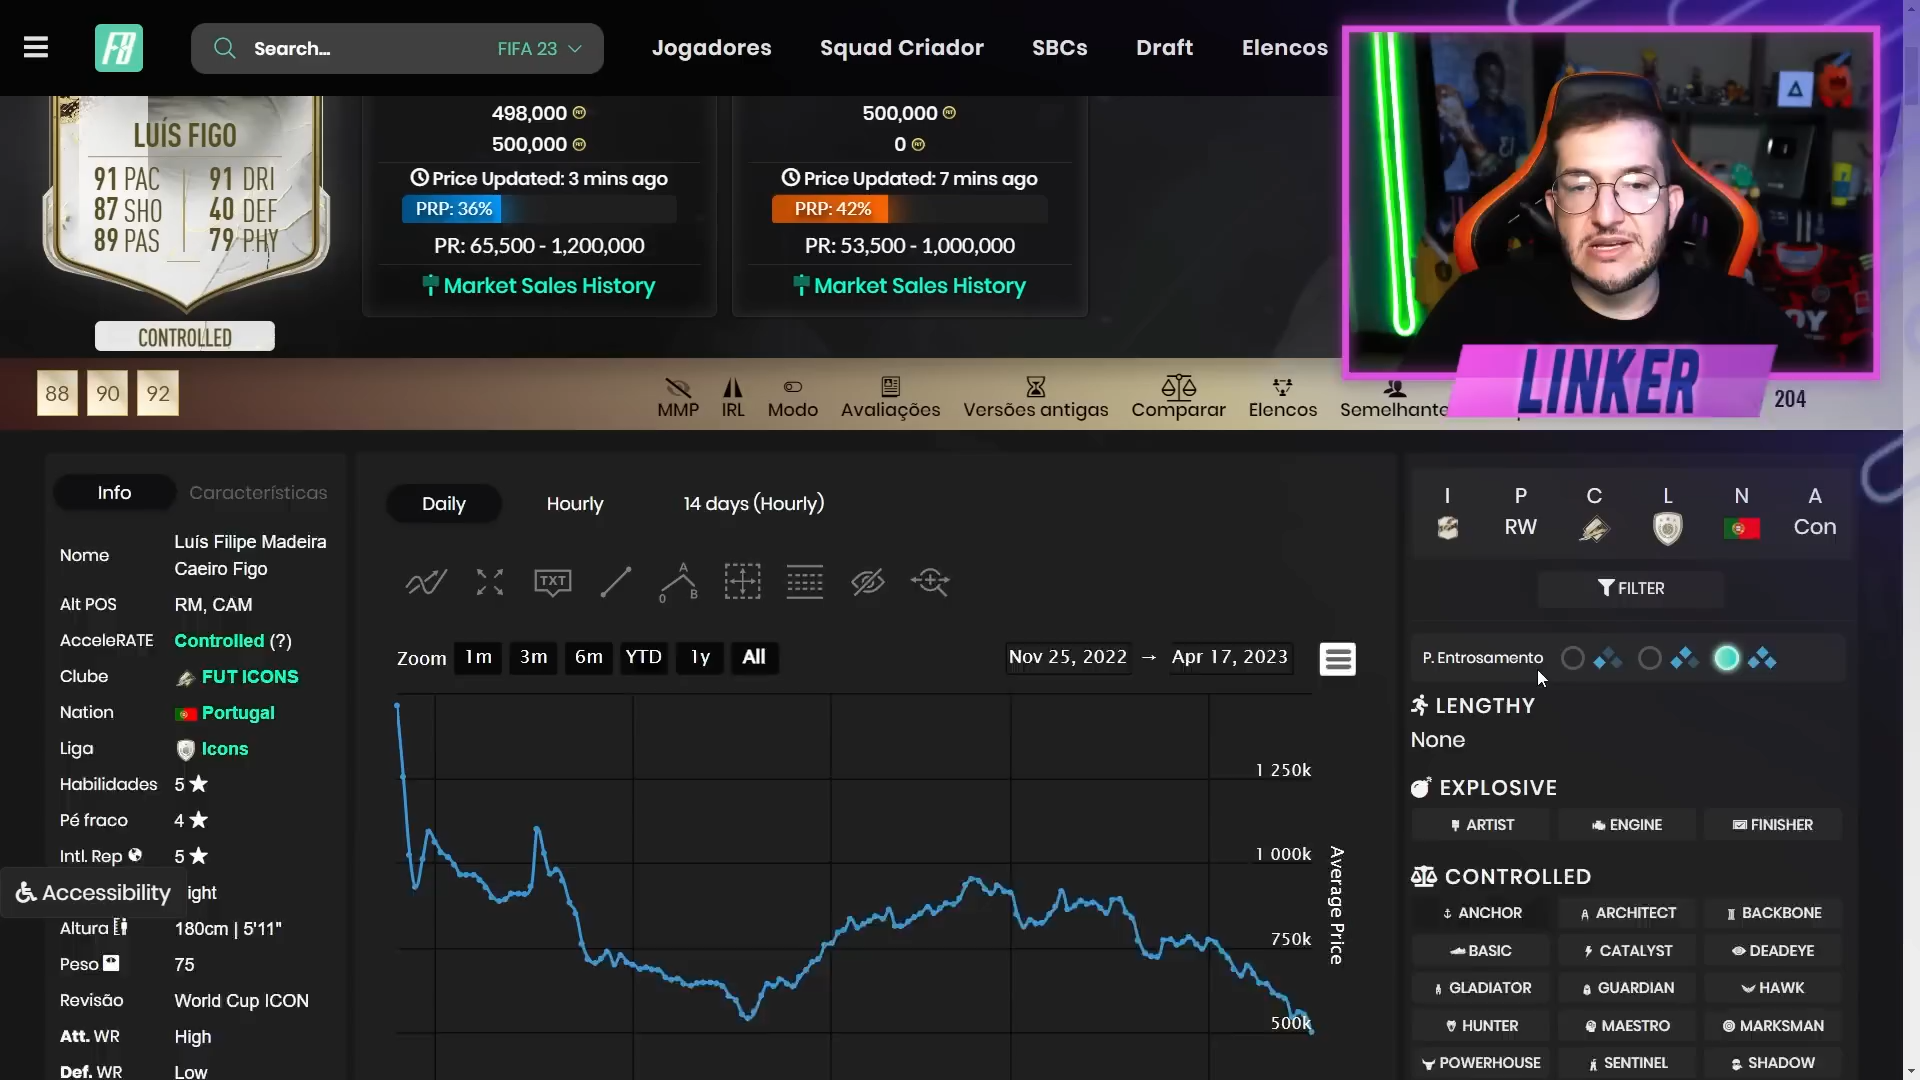 F8
Search...
FIFA 23
Jogadores
Squad Criador
SBCs
Draft
Elencos
LUÍS FIGO
91 PAC
91 DRI
87 SHO
40 DEF
89 PAS
79 PHY
CONTROLLED
498,000
500,000
Price Updated: 3 mins ago
PRP: 36%
PR: 65,500 - 1,200,000
Market Sales History
500,000
0
Price Updated: 7 mins ago
PRP: 42%
PR: 53,500 - 1,000,000
Market Sales History
LINKER
88
90
92
MMP
IRL
Modo
Avaliações
Versões antigas
Comparar
Elencos
Semelhante
204
Info
Características
Nome
Luís Filipe Madeira
Caeiro Figo
Alt POS
RM, CAM
AcceleRATE
Controlled (?)
Clube
FUT ICONS
Nation
Portugal
Liga
Icons
Habilidades
5
Pé fraco
4
Intl. Rep
5
Accessibility
ight
Altura
180cm | 5'11"
Peso
75
Revisão
World Cup ICON
Att. WR
High
Def. WR
Low
Daily
Hourly
14 days (Hourly)
TXT
A
0
B
Zoom
1m
3m
6m
YTD
1y
All
Nov 25, 2022 → Apr 17, 2023
1 250k
1 000k
750k
500k
Average Price
I
P
C
L
N
A
RW
Con
FILTER
P. Entrosamento
LENGTHY
None
EXPLOSIVE
ARTIST
ENGINE
FINISHER
CONTROLLED
ANCHOR
ARCHITECT
BACKBONE
BASIC
CATALYST
DEADEYE
GLADIATOR
GUARDIAN
HAWK
HUNTER
MAESTRO
MARKSMAN
POWERHOUSE
SENTINEL
SHADOW